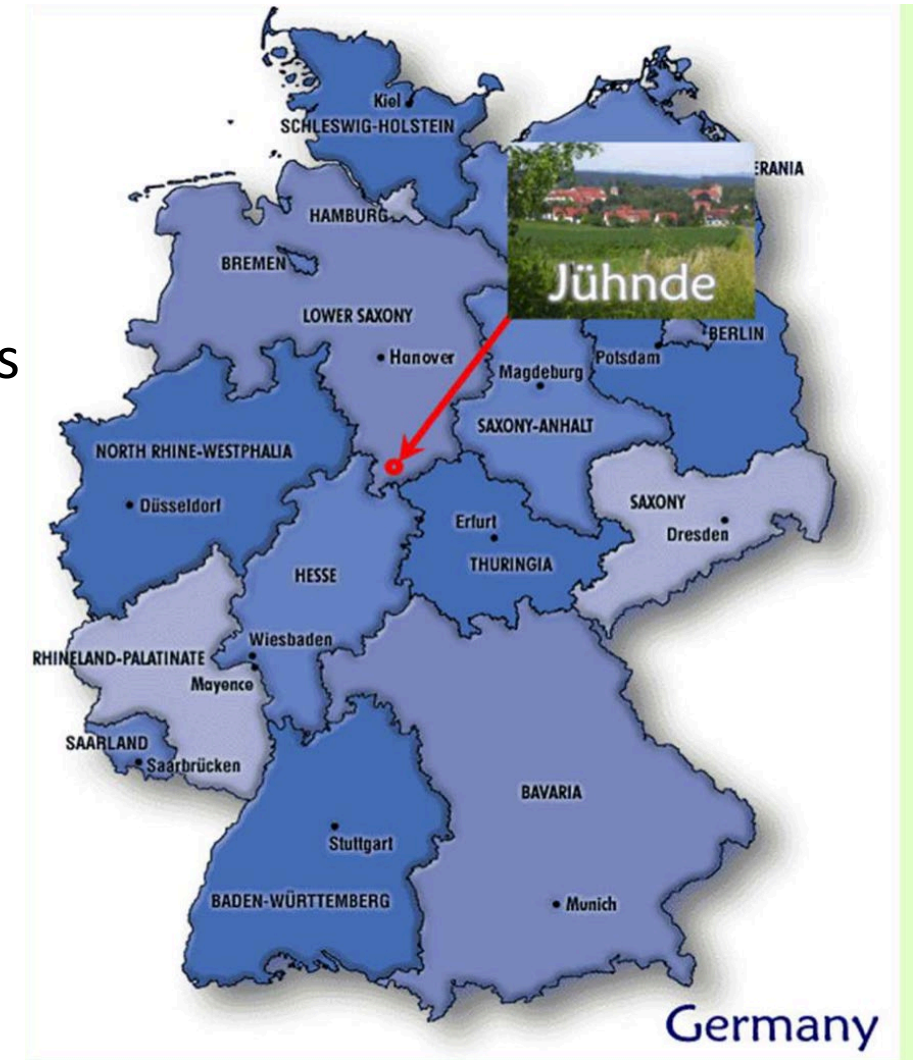 Kiel
SCHLESWIG-HOLSTEIN
ERANIA
HAMBURG
BREMEN
Jühnde
LOWER SAXONY
BERLIN
s
Hanover
Potsdam
Magdeburg
SAXONY-ANHALT
NORTH RHINE-WESTPHALIA
SAXONY
Düsseldorf
Erfurt
Dresden
THURINGIA
HESSE
Wiesbaden
RHINELAND-PALATINATE
Mayence
SAARLAND
Saarbrücken
BAVARIA
Stuttgart
BADEN-WÜRTTEMBERG
Munich
Germany